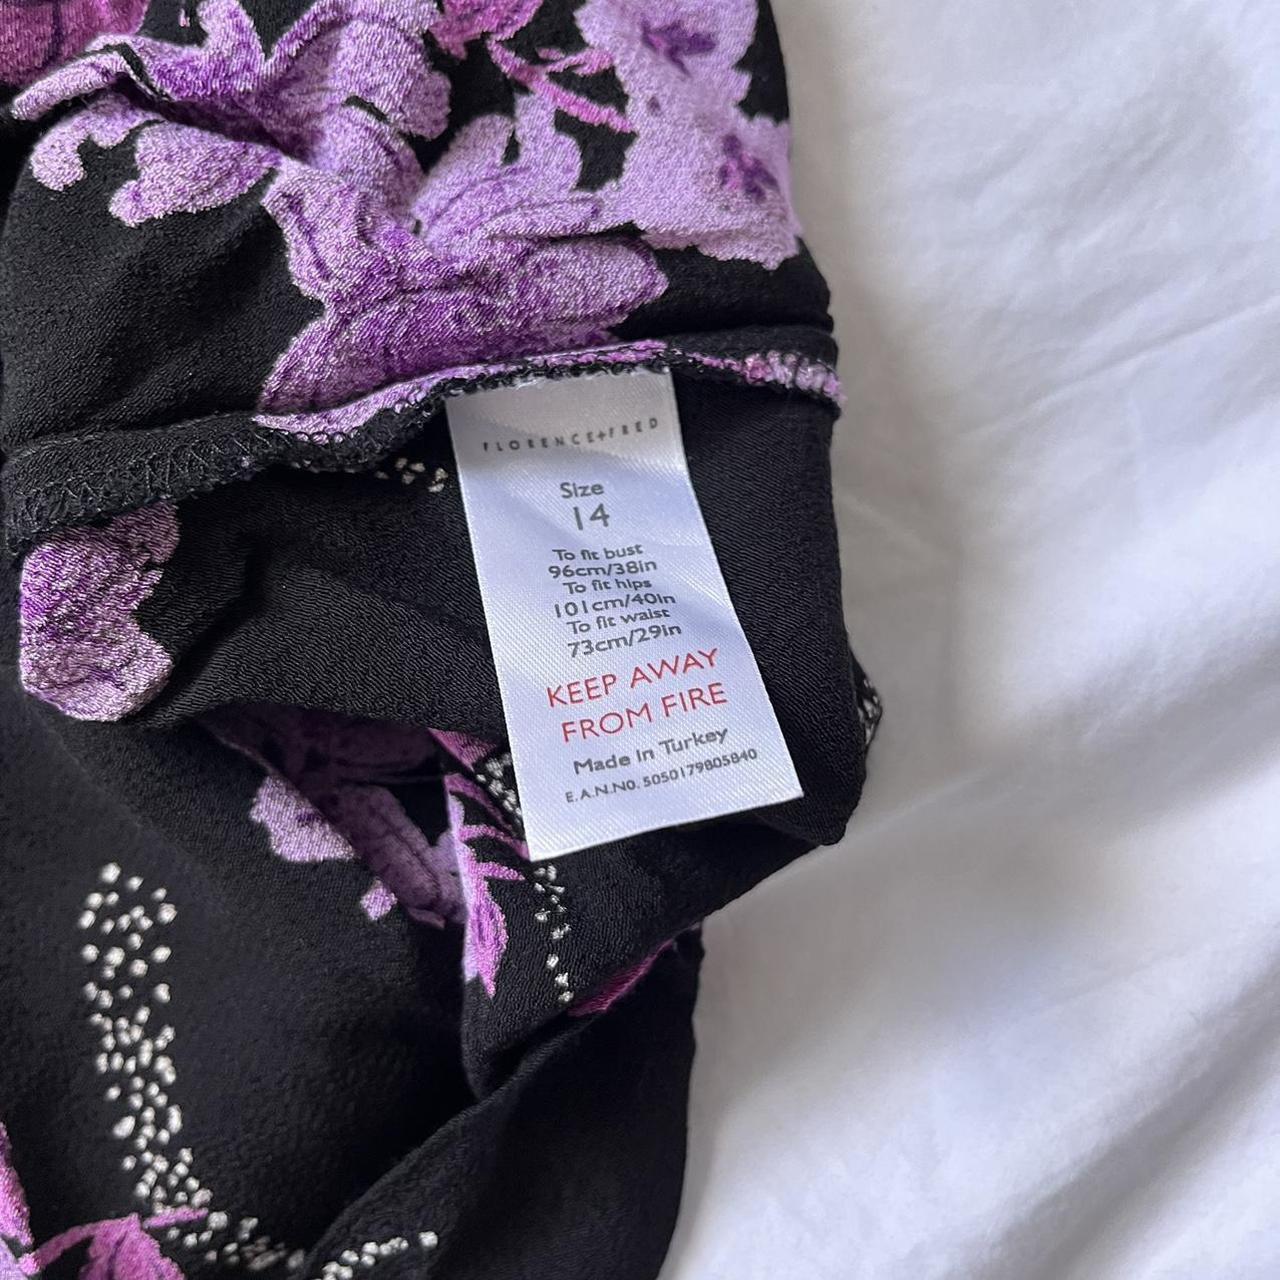 FLORENCE+FRED
Size
14
To fit bust
96cm/38in
To fit hips
101cm/40in
To fit waist
73cm/29in
KEEP AWAY
FROM FIRE
Made in Turkey
E.A.N.NO. 5050179805840